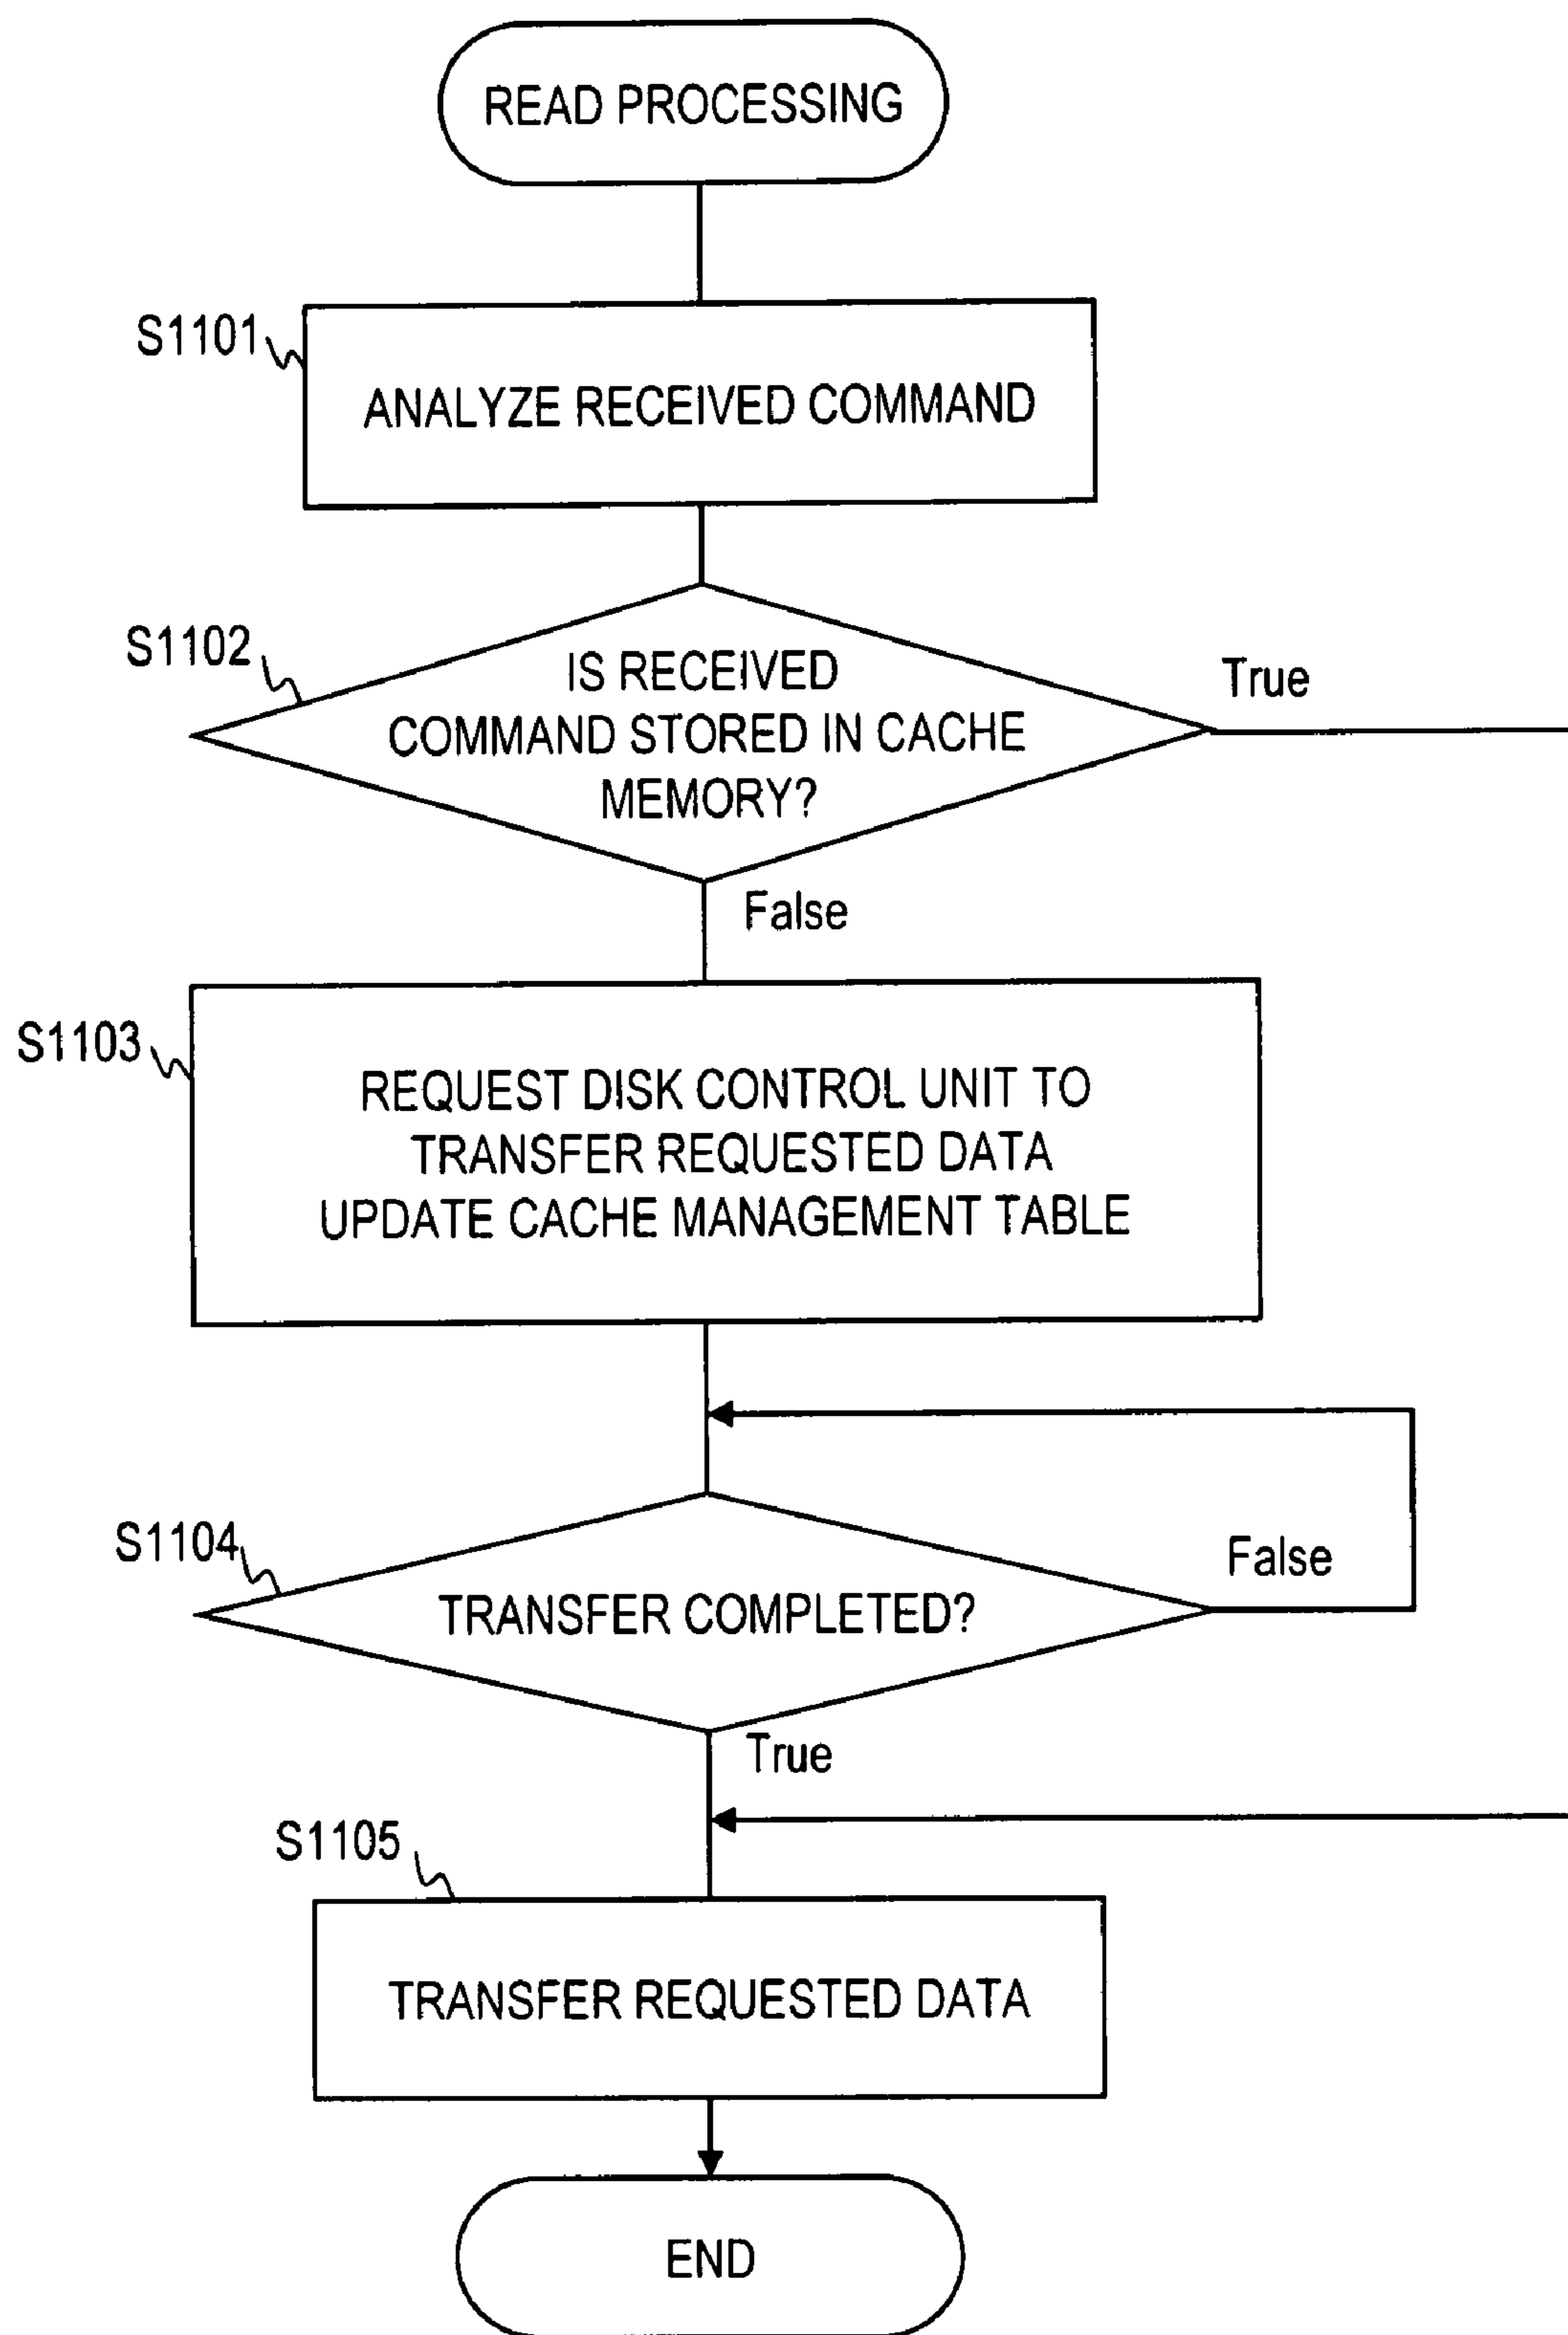 READ PROCESSING
S1101
ANALYZE RECEIVED COMMAND
S1102
IS RECEIVED
COMMAND STORED IN CACHE
MEMORY?
True
False
S1103
REQUEST DISK CONTROL UNIT TO
TRANSFER REQUESTED DATA
UPDATE CACHE MANAGEMENT TABLE
S1104
TRANSFER COMPLETED?
False
True
S1105
TRANSFER REQUESTED DATA
END